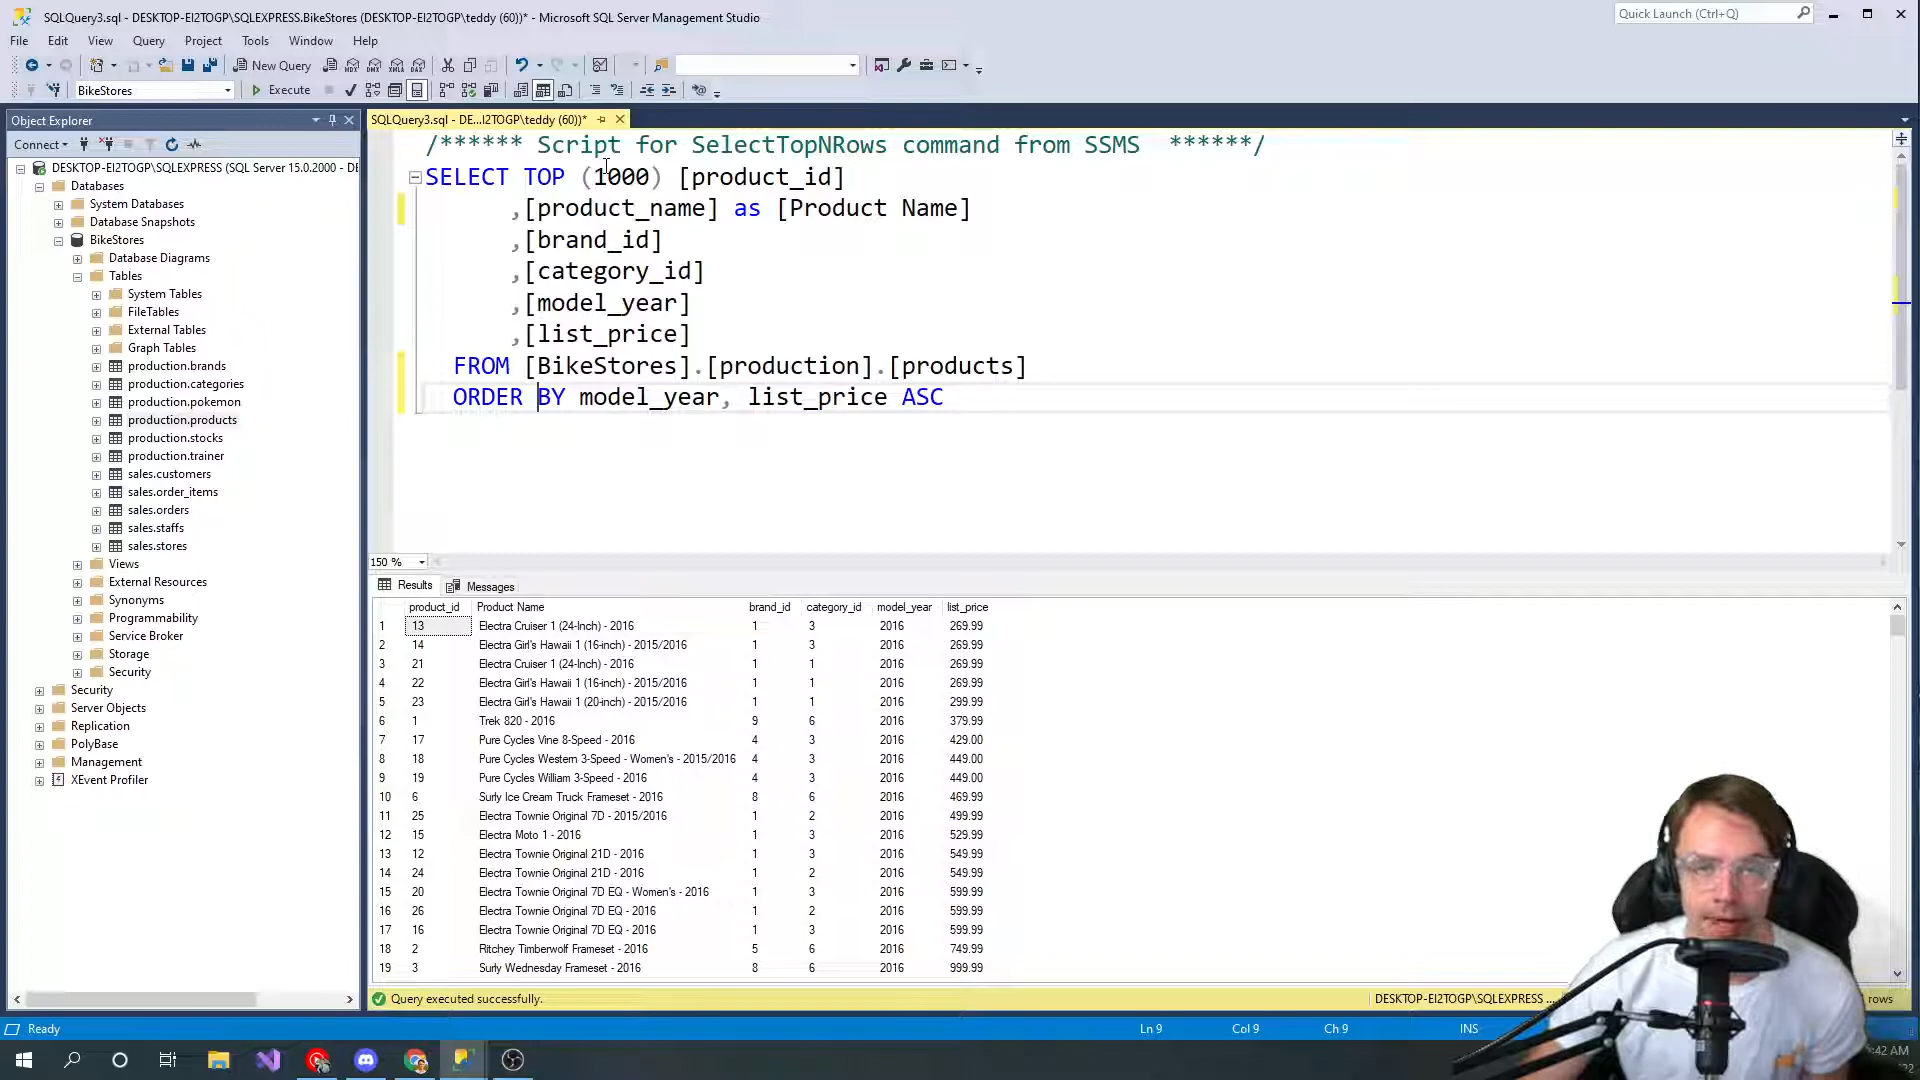 SQLQuery3.sql - DESKTOP-EI2TOGP\SQLEXPRESS.BikeStores (DESKTOP-EI2TOGP\teddy (60))* - Microsoft SQL Server Management Studio
Quick Launch (Ctrl+Q)
File Edit View Query Project Tools Window Help
New Query
BikeStores
Execute
Object Explorer
Connect
DESKTOP-EI2TOGP\SQLEXPRESS (SQL Server 15.0.2000 - DE
Databases
System Databases
Database Snapshots
BikeStores
Database Diagrams
Tables
System Tables
FileTables
External Tables
Graph Tables
production.brands
production.categories
production.pokemon
production.products
production.stocks
production.trainer
sales.customers
sales.order_items
sales.orders
sales.staffs
sales.stores
Views
External Resources
Synonyms
Programmability
Service Broker
Storage
Security
Security
Server Objects
Replication
PolyBase
Management
XEvent Profiler
SQLQuery3.sql - DE...I2TOGP\teddy (60))*
/****** Script for SelectTopNRows command from SSMS ******/
SELECT TOP (1000) [product_id]
,[product_name] as [Product Name]
,[brand_id]
,[category_id]
,[model_year]
,[list_price]
FROM [BikeStores].[production].[products]
ORDER BY model_year, list_price ASC
150 %
Results Messages
product_id Product Name brand_id category_id model_year list_price
1 13 Electra Cruiser 1 (24-Inch) - 2016 1 3 2016 269.99
2 14 Electra Girl's Hawaii 1 (16-inch) - 2015/2016 1 3 2016 269.99
3 21 Electra Cruiser 1 (24-Inch) - 2016 1 1 2016 269.99
4 22 Electra Girl's Hawaii 1 (16-inch) - 2015/2016 1 1 2016 269.99
5 23 Electra Girl's Hawaii 1 (20-inch) - 2015/2016 1 1 2016 299.99
6 1 Trek 820 - 2016 9 6 2016 379.99
7 17 Pure Cycles Vine 8-Speed - 2016 4 3 2016 429.00
8 18 Pure Cycles Western 3-Speed - Women's - 2015/2016 4 3 2016 449.00
9 19 Pure Cycles William 3-Speed - 2016 4 3 2016 449.00
10 6 Surly Ice Cream Truck Frameset - 2016 8 6 2016 469.99
11 25 Electra Townie Original 7D - 2015/2016 1 2 2016 499.99
12 15 Electra Moto 1 - 2016 1 3 2016 529.99
13 12 Electra Townie Original 21D - 2016 1 3 2016 549.99
14 24 Electra Townie Original 21D - 2016 1 2 2016 549.99
15 20 Electra Townie Original 7D EQ - Women's - 2016 1 3 2016 599.99
16 26 Electra Townie Original 7D EQ - 2016 1 2 2016 599.99
17 16 Electra Townie Original 7D EQ - 2016 1 3 2016 599.99
18 2 Ritchey Timberwolf Frameset - 2016 5 6 2016 749.99
19 3 Surly Wednesday Frameset - 2016 8 6 2016 999.99
Query executed successfully.
DESKTOP-EI2TOGP\SQLEXPRESS ...
rows
Ready
Ln 9 Col 9 Ch 9 INS
:42 AM